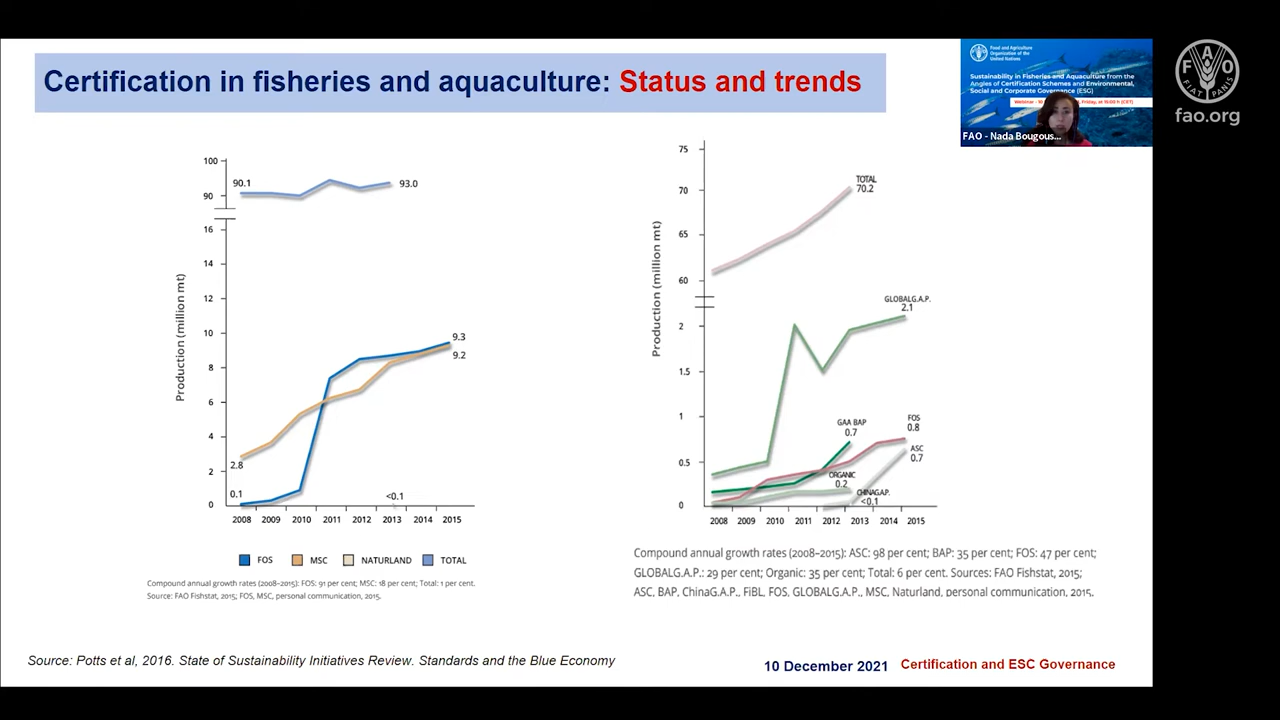 Certification in fisheries and aquaculture: Status and trends
Food and Agriculture
Organization of the
United Nations
Sustainability in Fisheries and Aquaculture from the
Angles of Certification Schemes and Environmental,
Social and Corporate Governance (ESG)
FAO - Nada Bougous...
FAO
FIAT PANIS
fao.org
Production (million mt)
100
90
16
14
12
10
8
6
4
2
0
90.1
93.0
9.3
9.2
2.8
0.1
<0.1
2008 2009 2010 2011 2012 2013 2014 2015
FOS MSC NATURLAND TOTAL
Compound annual growth rates (2008–2015): FOS: 91 per cent; MSC: 18 per cent; Total: 1 per cent.
Source: FAO Fishstat, 2015; FOS, MSC, personal communication, 2015.
Production (million mt)
75
70
65
60
2
1.5
1
0.5
0
TOTAL
70.2
GLOBALG.A.P.
2.1
GAA BAP
0.7
FOS
0.8
ASC
0.7
ORGANIC
0.2
CHINAG.A.P.
<0.1
2008 2009 2010 2011 2012 2013 2014 2015
Compound annual growth rates (2008–2015): ASC: 98 per cent; BAP: 35 per cent; FOS: 47 per cent;
GLOBALG.A.P.: 29 per cent; Organic: 35 per cent; Total: 6 per cent. Sources: FAO Fishstat, 2015;
ASC, BAP, ChinaG.A.P., FiBL, FOS, GLOBALG.A.P., MSC, Naturland, personal communication, 2015.
Source: Potts et al, 2016. State of Sustainability Initiatives Review. Standards and the Blue Economy
10 December 2021 Certification and ESC Governance